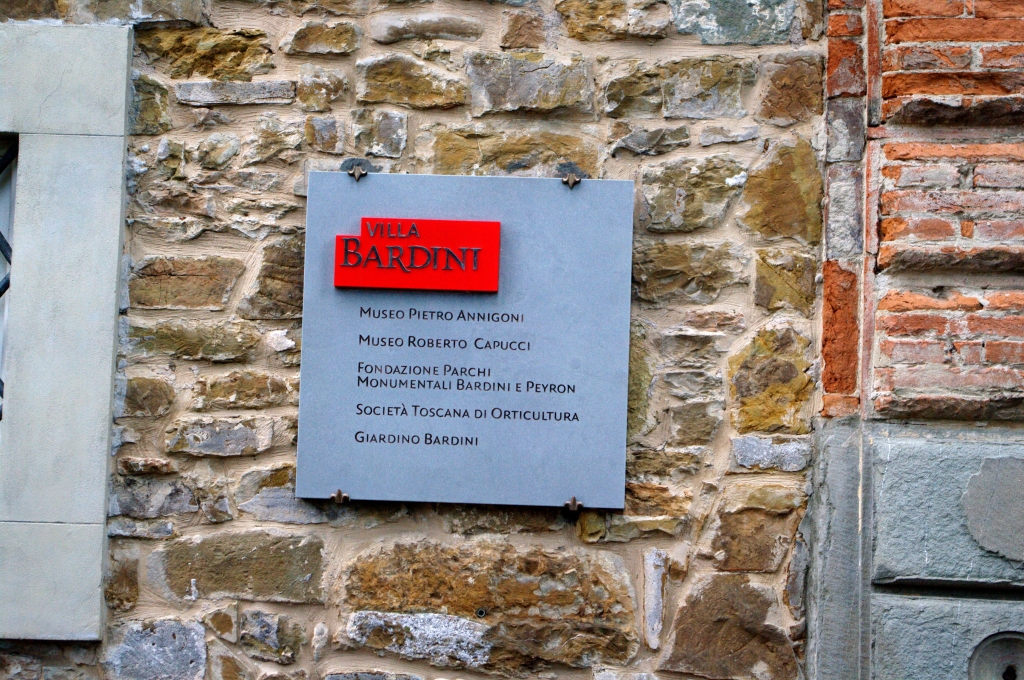 VILLA
BARDINI
MUSEO PIETRO ANNIGONI
MUSEO ROBERTO CAPUCCI
FONDAZIONE PARCHI
MONUMENTALI BARDINI E PEYRON
SOCIETÀ TOSCANA DI ORTICULTURA
GIARDINO BARDINI